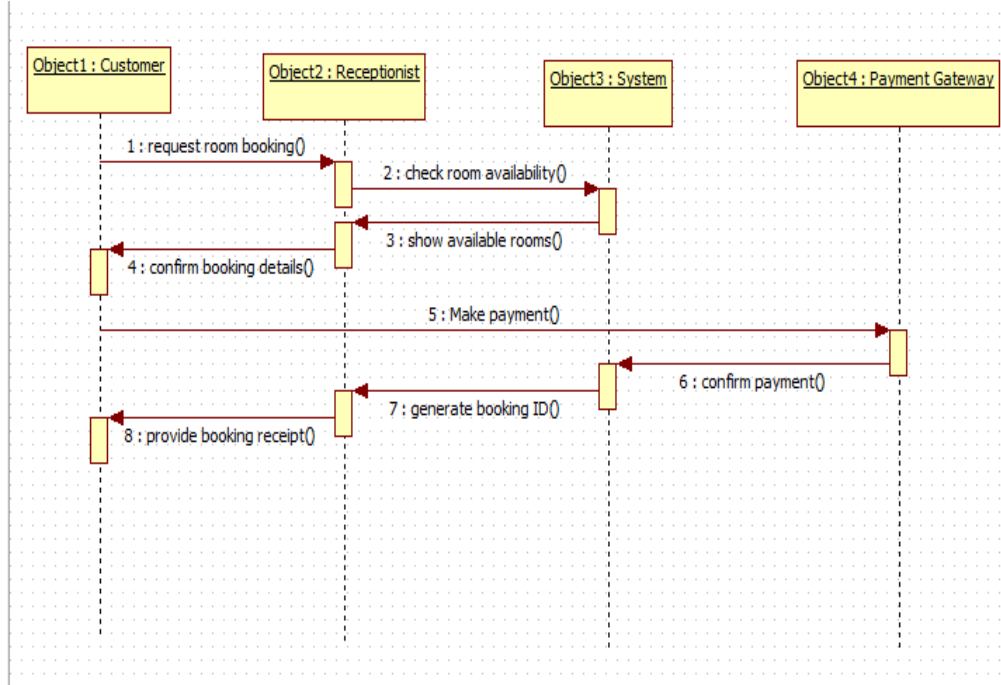 Object1 : Customer
Object2 : Receptionist
Object3 : System
Object4 : Payment Gateway
1 : request room booking()
2 : check room availability()
3 : show available rooms()
4 : confirm booking details()
5 : Make payment()
6 : confirm payment()
7 : generate booking ID()
8 : provide booking receipt()